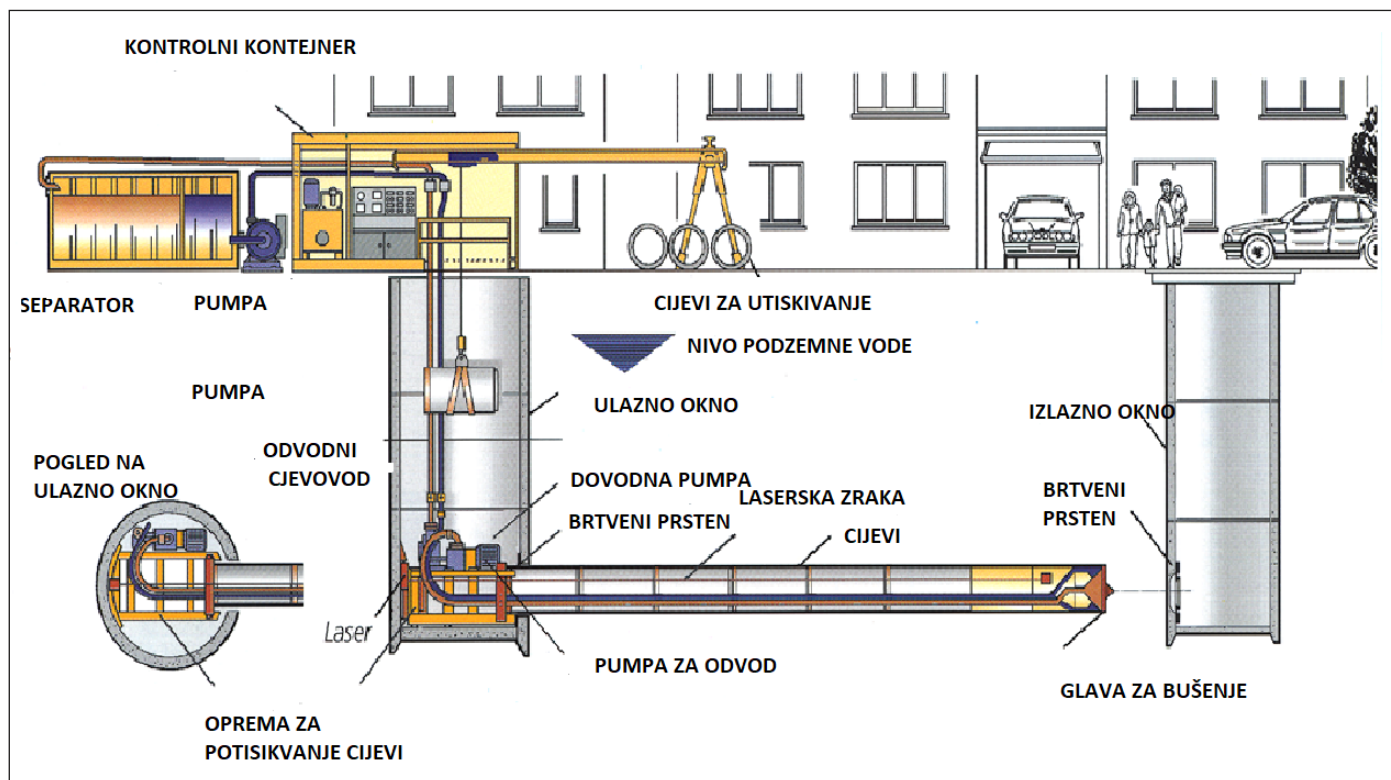 KONTROLNI KONTEJNER
SEPARATOR
PUMPA
CIJEVI ZA UTISKIVANJE
NIVO PODZEMNE VODE
PUMPA
ULAZNO OKNO
IZLAZNO OKNO
POGLED NA
ULAZNO OKNO
ODVODNI
CJEVOVOD
DOVODNA PUMPA
LASERSKA ZRAKA
BRTVENI
PRSTEN
BRTVENI PRSTEN
CIJEVI
Laser
PUMPA ZA ODVOD
GLAVA ZA BUŠENJE
OPREMA ZA
POTISIKVANJE CIJEVI